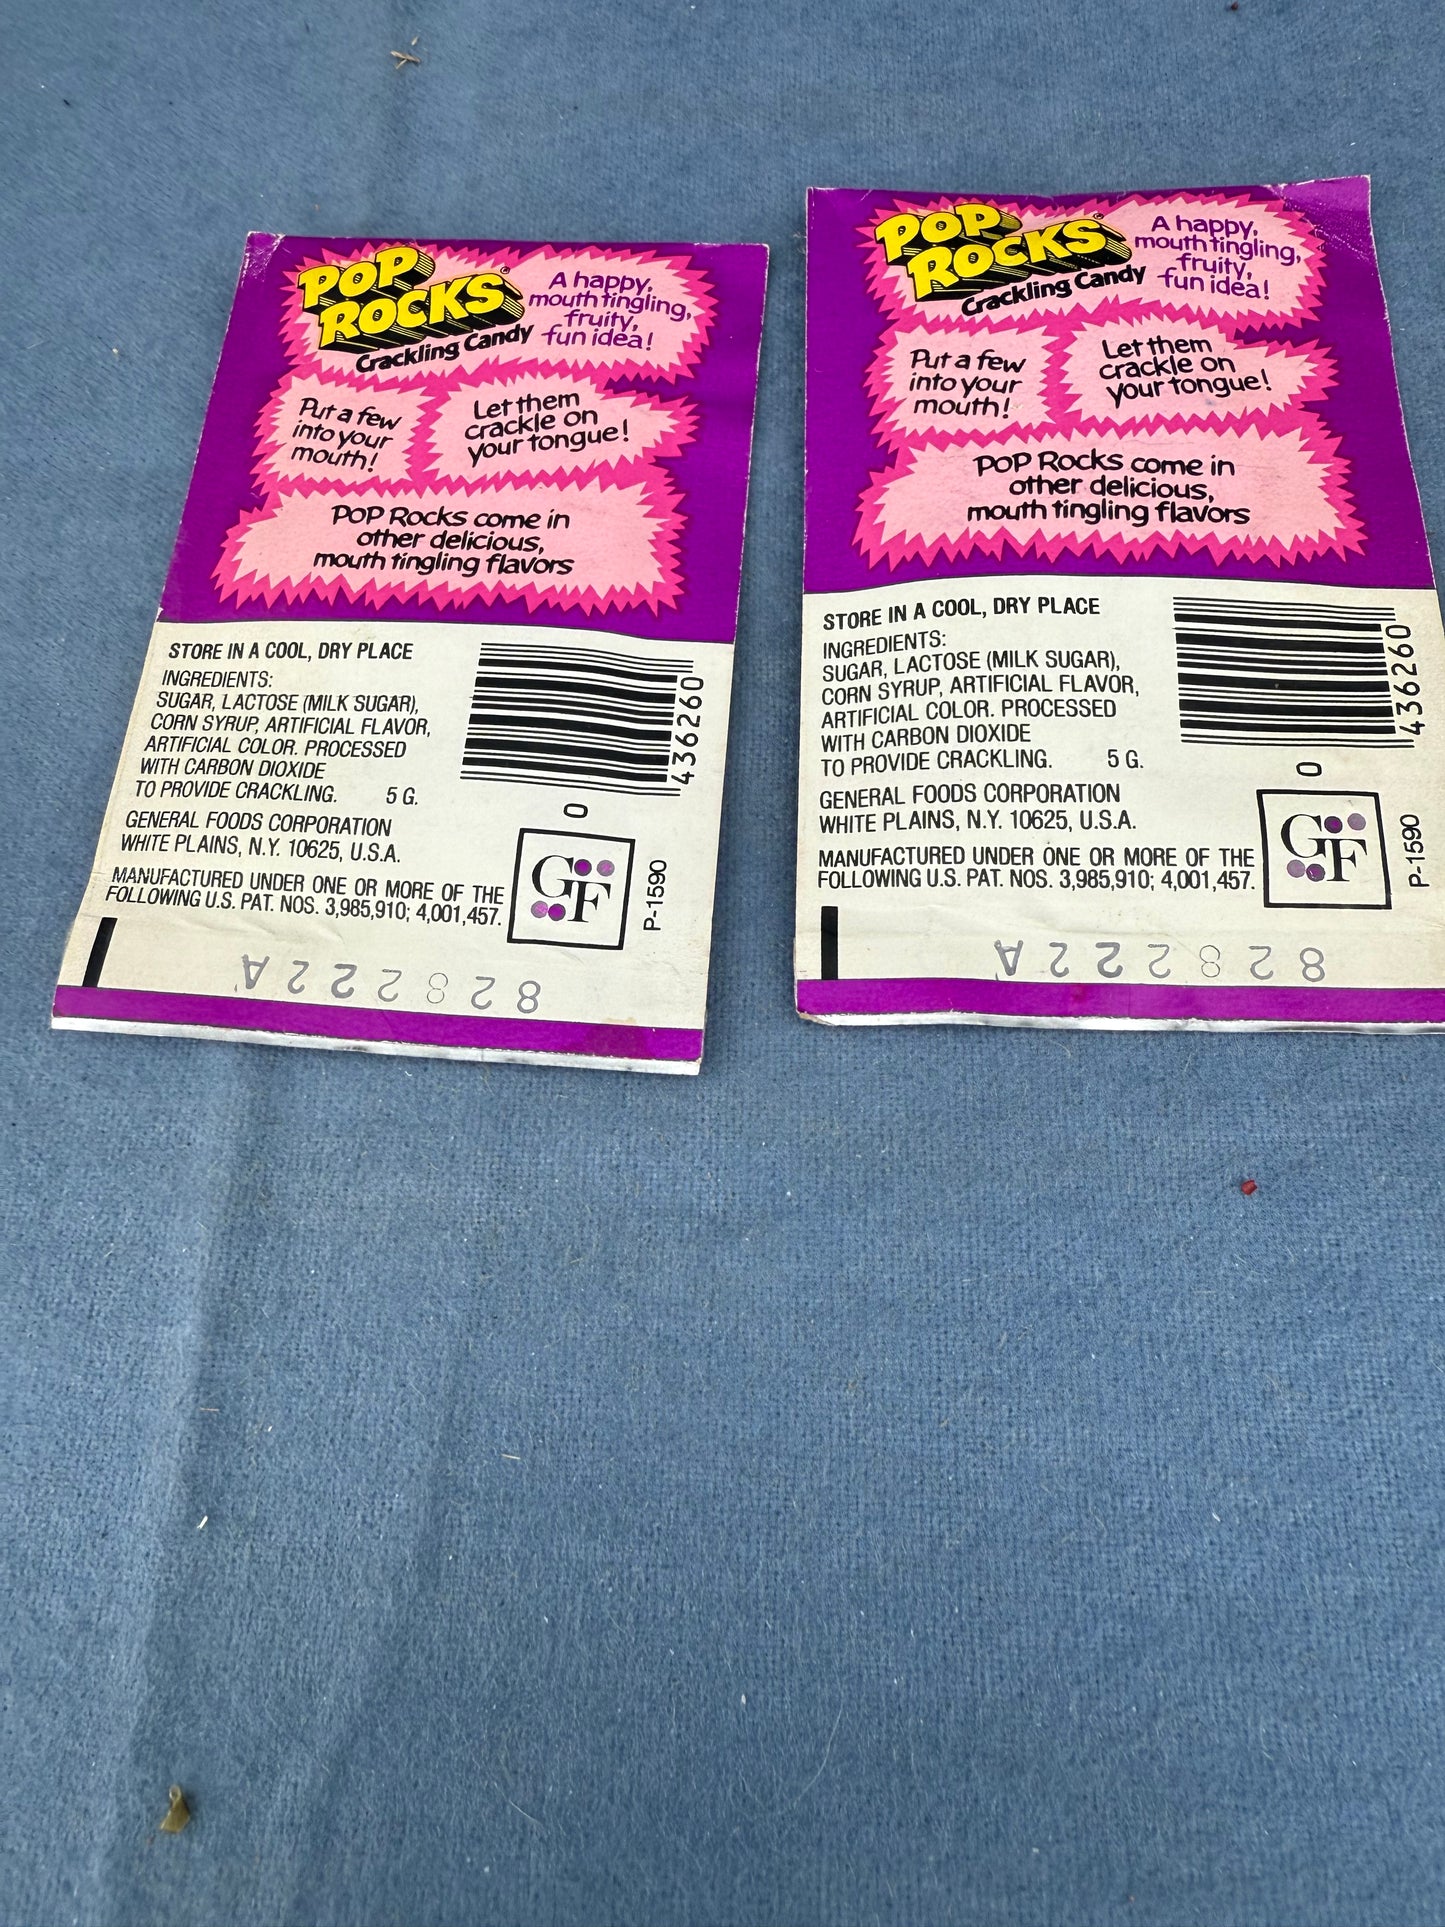 POP
ROCKS®
Crackling Candy
A happy,
mouth tingling,
fruity,
fun idea!
Put a few
into your
mouth!
Let them
crackle on
your tongue!
POP ROCKS come in
other delicious,
mouth tingling flavors
STORE IN A COOL, DRY PLACE
INGREDIENTS:
SUGAR, LACTOSE (MILK SUGAR),
CORN SYRUP, ARTIFICIAL FLAVOR,
ARTIFICIAL COLOR. PROCESSED
WITH CARBON DIOXIDE
TO PROVIDE CRACKLING. 5 G.
GENERAL FOODS CORPORATION
WHITE PLAINS, N.Y. 10625, U.S.A.
MANUFACTURED UNDER ONE OR MORE OF THE
FOLLOWING U.S. PAT. NOS. 3,985,910; 4,001,457.
436260
0
GF
P-1590
828222A
POP
ROCKS®
Crackling Candy
A happy,
mouth tingling,
fruity,
fun idea!
Put a few
into your
mouth!
Let them
crackle on
your tongue!
POP ROCKS come in
other delicious,
mouth tingling flavors
STORE IN A COOL, DRY PLACE
INGREDIENTS:
SUGAR, LACTOSE (MILK SUGAR),
CORN SYRUP, ARTIFICIAL FLAVOR,
ARTIFICIAL COLOR. PROCESSED
WITH CARBON DIOXIDE
TO PROVIDE CRACKLING. 5 G.
GENERAL FOODS CORPORATION
WHITE PLAINS, N.Y. 10625, U.S.A.
MANUFACTURED UNDER ONE OR MORE OF THE
FOLLOWING U.S. PAT. NOS. 3,985,910; 4,001,457.
436260
0
GF
P-1590
828222A